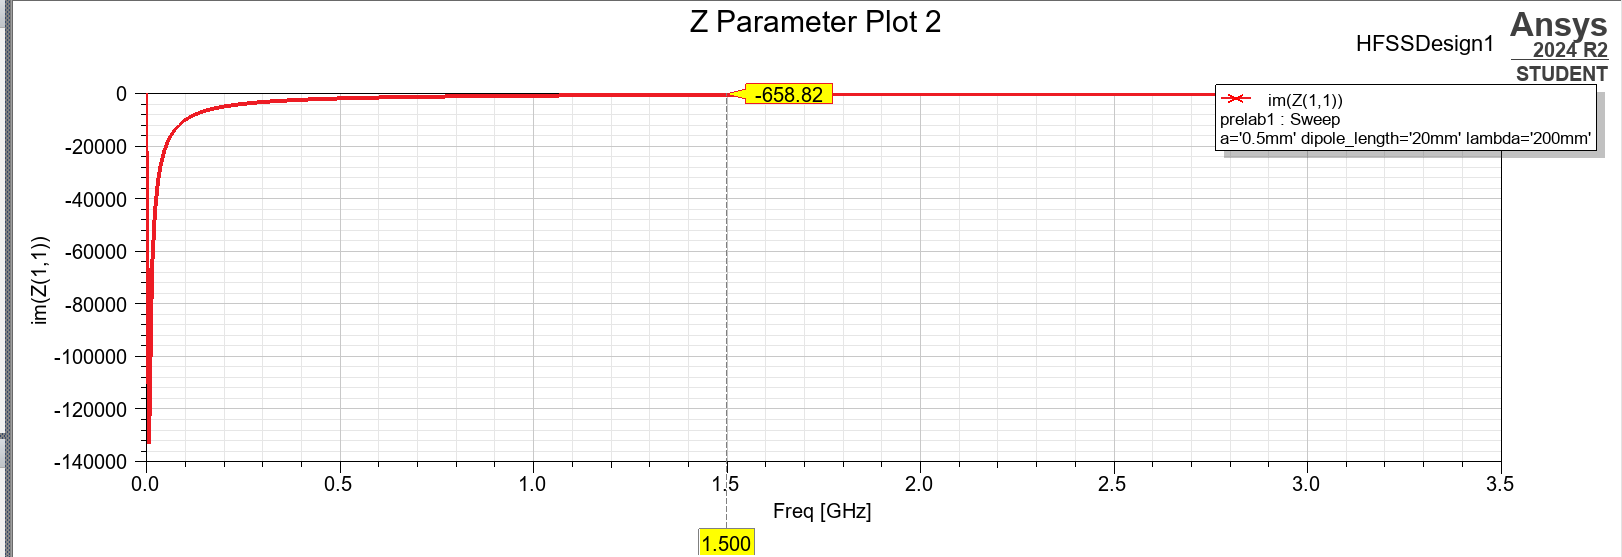 Z Parameter Plot 2
Ansys
HFSSDesign1
2024 R2
STUDENT
0
-20000
-40000
-60000
-80000
-100000
-120000
-140000
im(Z(1,1))
-658.82
im(Z(1,1))
prelab1 : Sweep
a='0.5mm' dipole_length='20mm' lambda='200mm'
0.0 0.5 1.0 1.5 2.0 2.5 3.0 3.5
Freq [GHz]
1.500